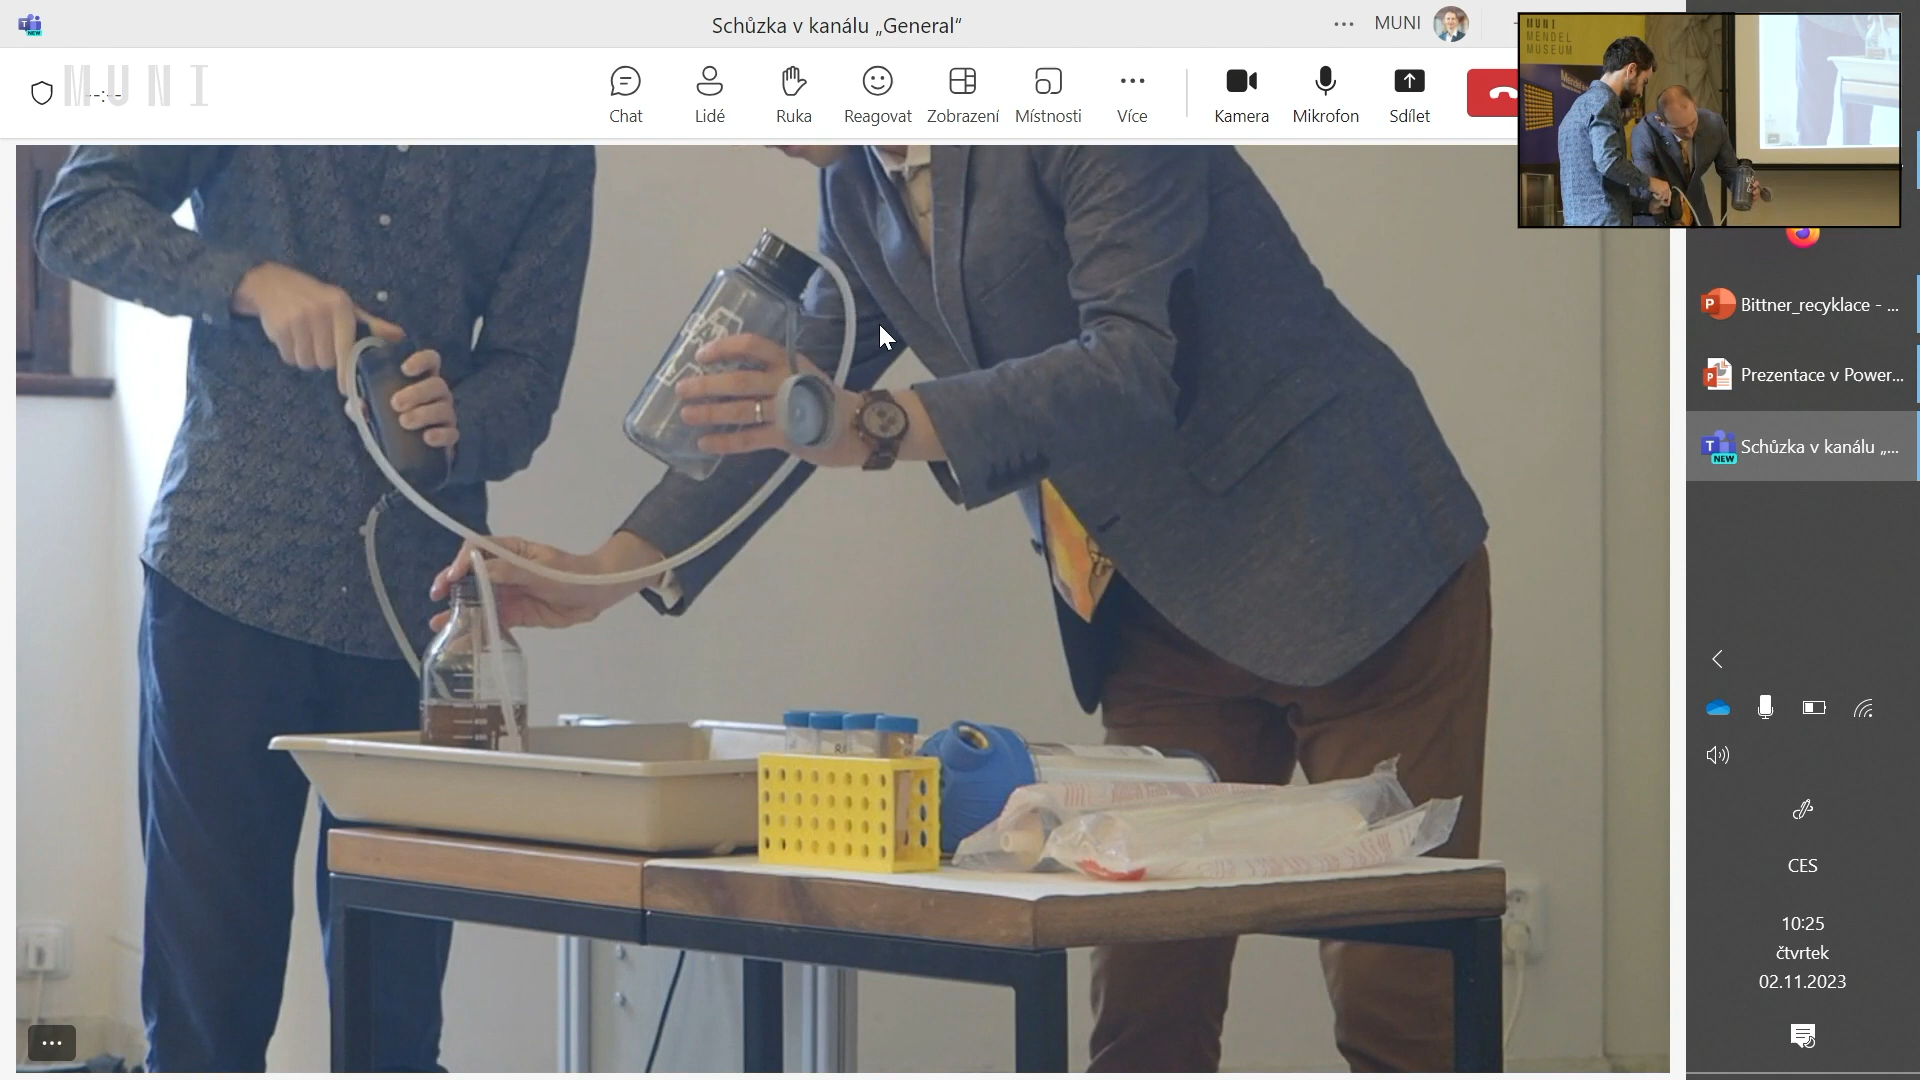 Schůzka v kanálu „General“
MUNI
MUNI
--:--
Chat
Lidé
Ruka
Reagovat
Zobrazení
Místnosti
Více
Kamera
Mikrofon
Sdílet
MUNI
MENDEL
MUSEUM
Bittner_recyklace - ...
Prezentace v Power...
Schůzka v kanálu „...
NEW
CES
10:25
čtvrtek
02.11.2023